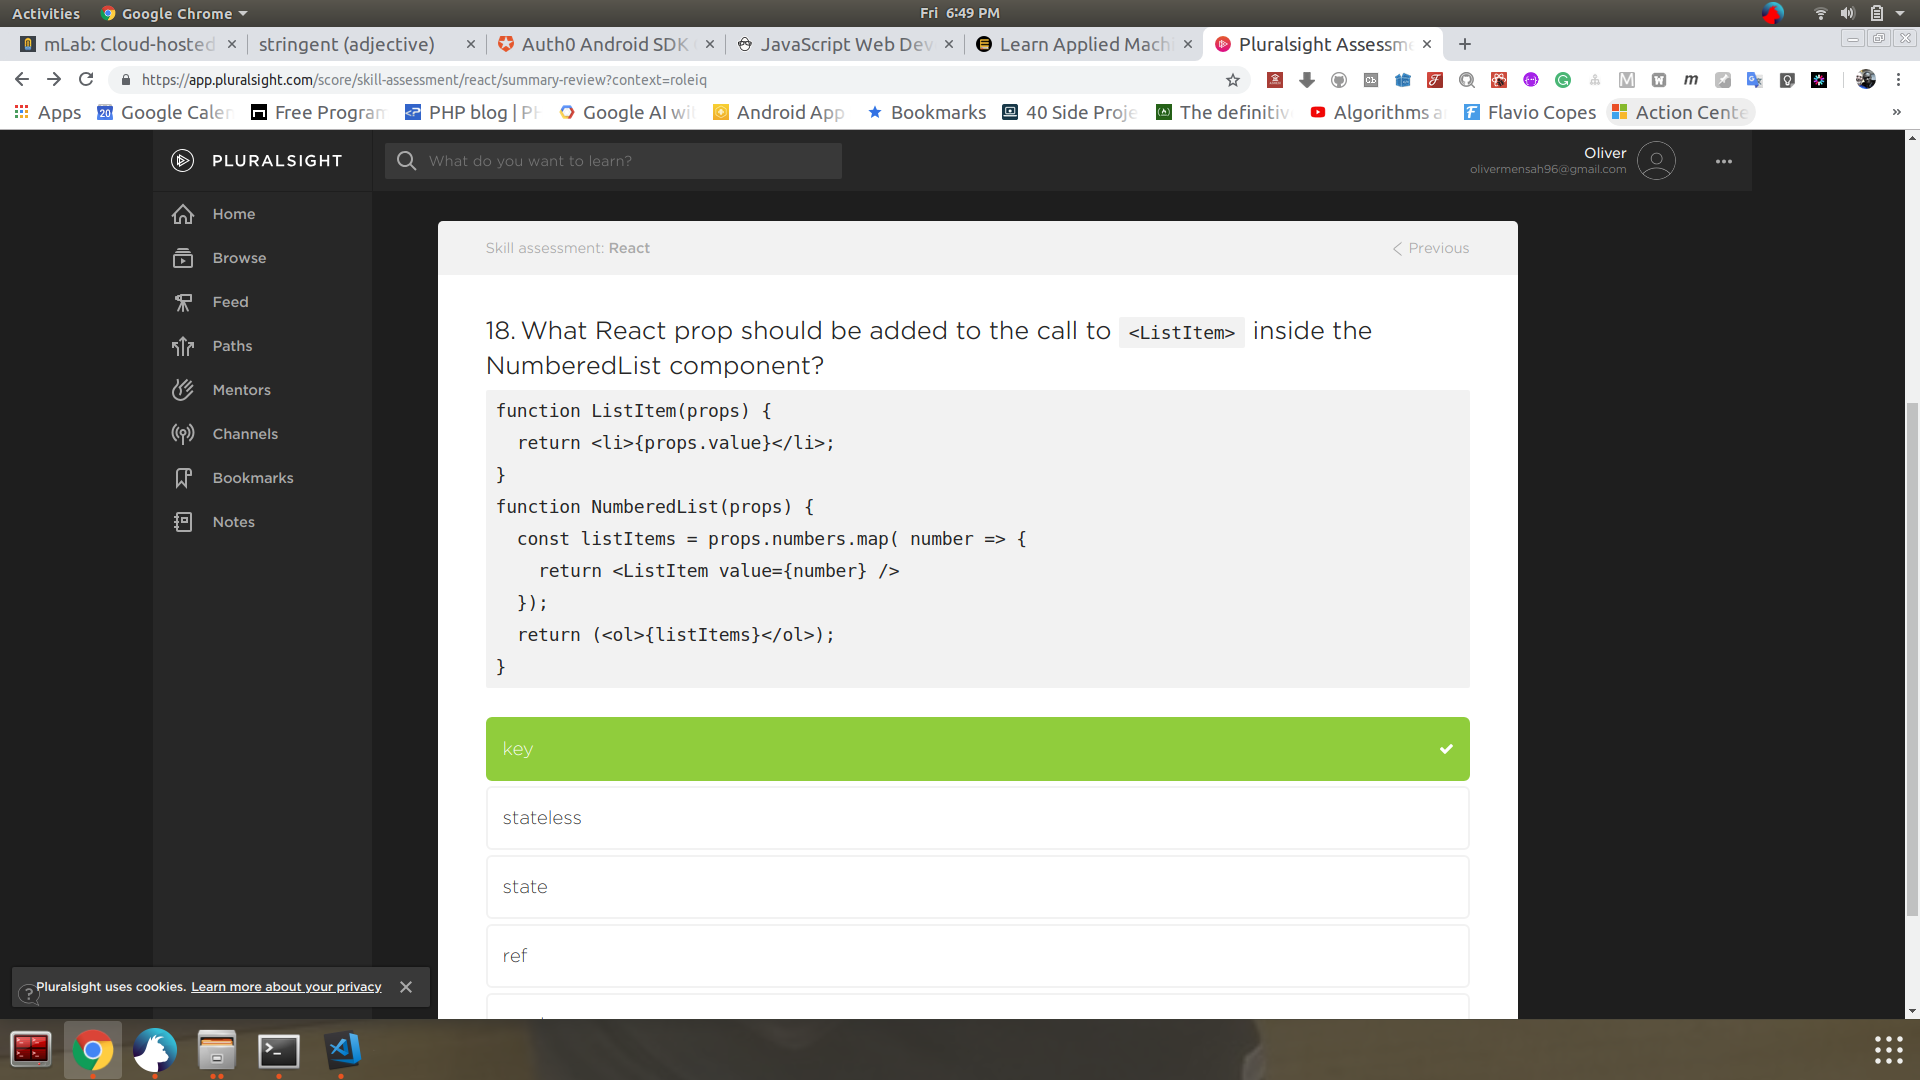 Activities
Google Chrome
Fri 6:49 PM
mLab: Cloud-hosted
stringent (adjective)
Auth0 Android SDK
JavaScript Web Dev
Learn Applied Mach
Pluralsight Assessme
https://app.pluralsight.com/score/skill-assessment/react/summary-review?context=roleiq
Apps
Google Calen
Free Program
PHP blog | PH
Google AI wi
Android App
Bookmarks
40 Side Proje
The definitiv
Algorithms a
Flavio Copes
Action Cente
»
PLURALSIGHT
What do you want to learn?
Oliver
olivermensah96@gmail.com
Home
Browse
Feed
Paths
Mentors
Channels
Bookmarks
Notes
Skill assessment: React
Previous
18. What React prop should be added to the call to <ListItem> inside the
NumberedList component?
function ListItem(props) {
return <li>{props.value}</li>;
}
function NumberedList(props) {
const listItems = props.numbers.map( number => {
return <ListItem value={number} />
});
return (<ol>{listItems}</ol>);
}
key
stateless
state
ref
Pluralsight uses cookies. Learn more about your privacy